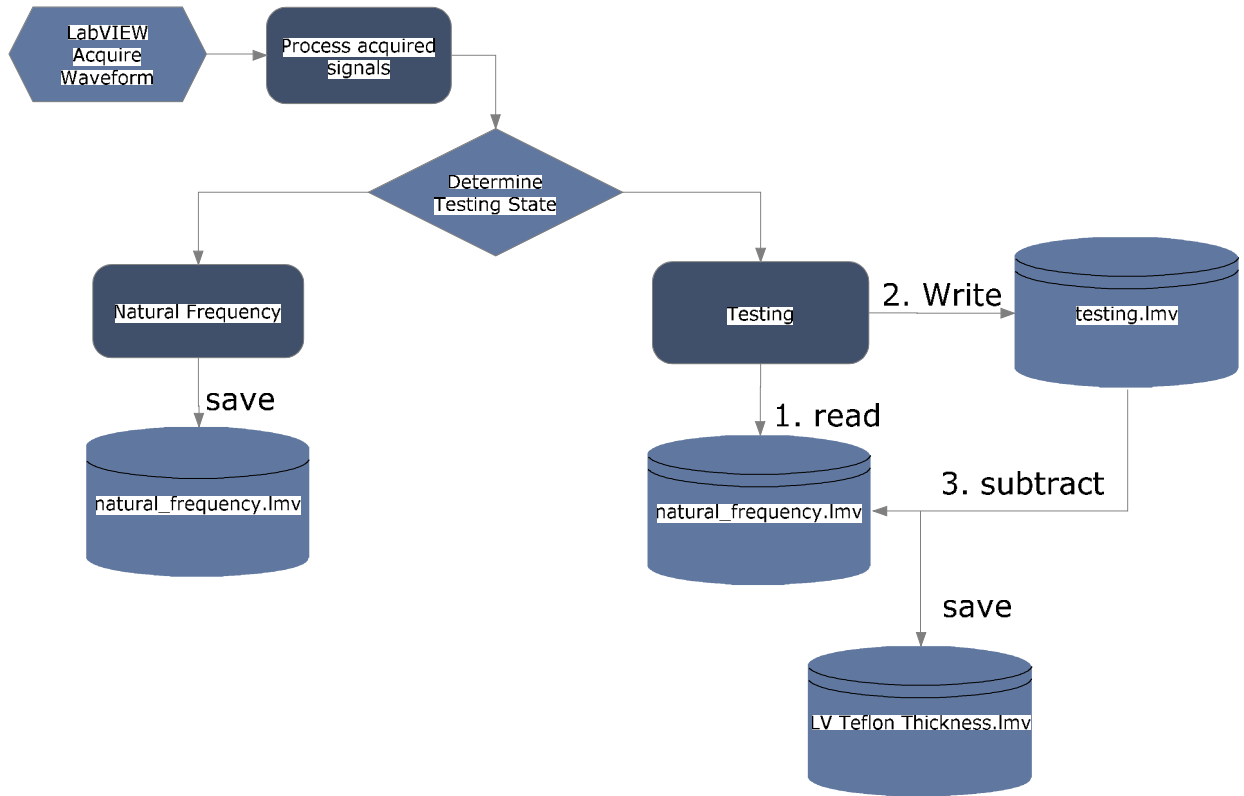 LabVIEW
Acquire
Waveform
Process acquired
signals
Determine
Testing State
Natural Frequency
Testing
2. Write
testing.lmv
save
1. read
natural_frequency.lmv
natural_frequency.lmv
3. subtract
save
LV Teflon Thickness.lmv